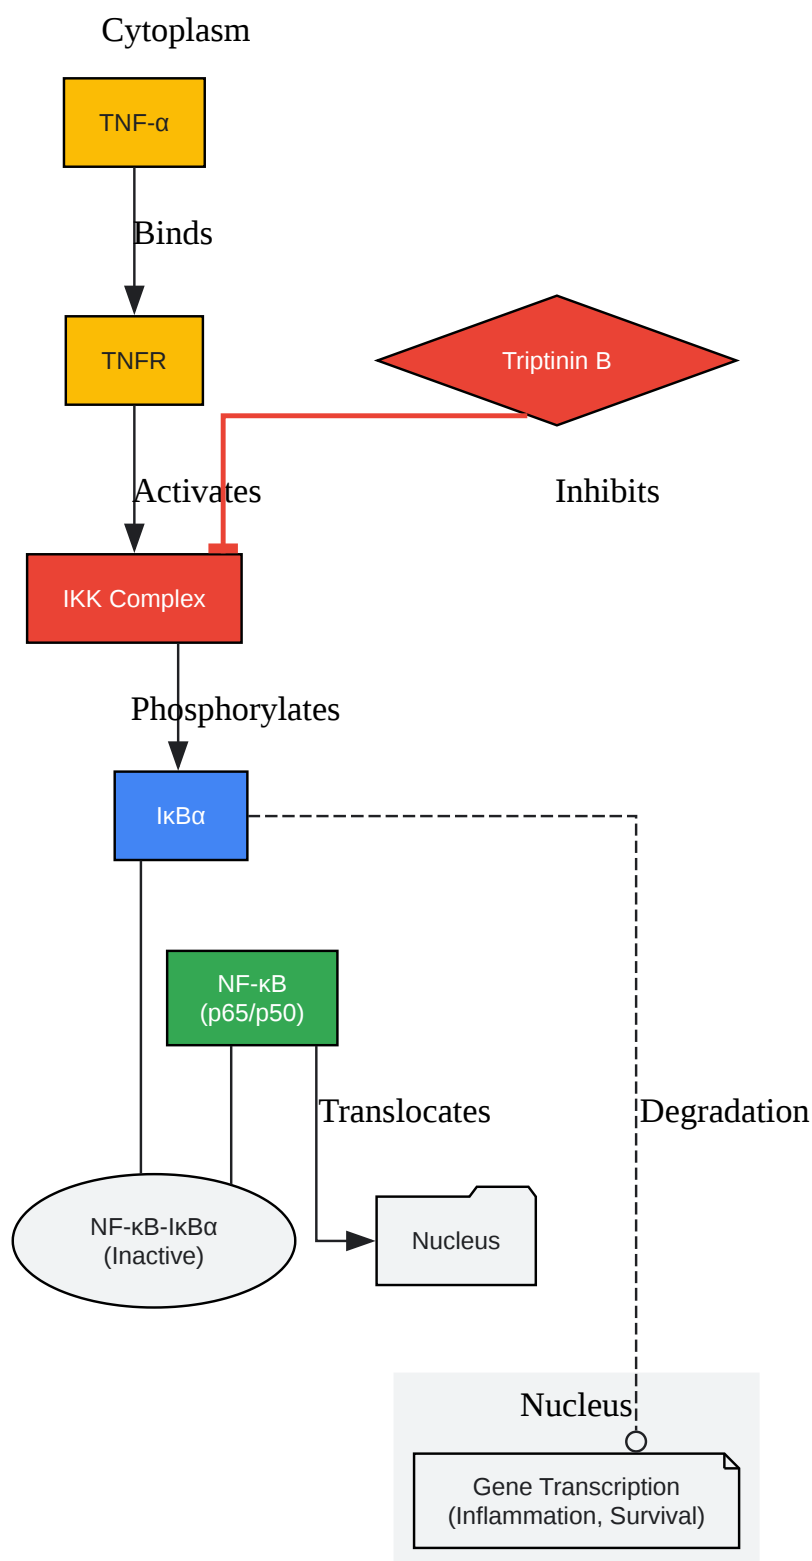 Cytoplasm
TNF-α
Binds
TNFR
Triptinin B
Activates
Inhibits
IKK Complex
Phosphorylates
IκBα
NF-κB
(p65/p50)
Translocates
Degradation
NF-κB-IκBα
(Inactive)
Nucleus
Nucleus
Gene Transcription
(Inflammation, Survival)